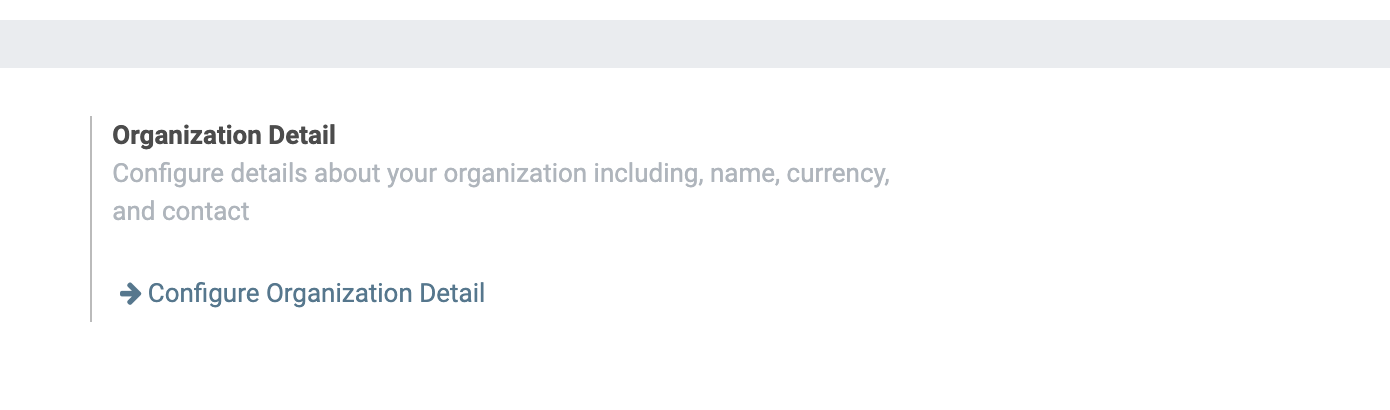 Organization Detail
Configure details about your organization including, name, currency,
and contact
Configure Organization Detail